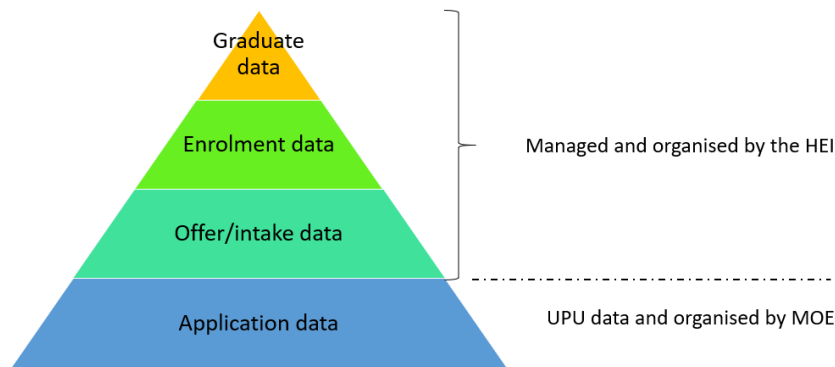 Graduate
data
Enrolment data
Managed and organised by the HEI
Offer/intake data
Application data
UPU data and organised by MOE